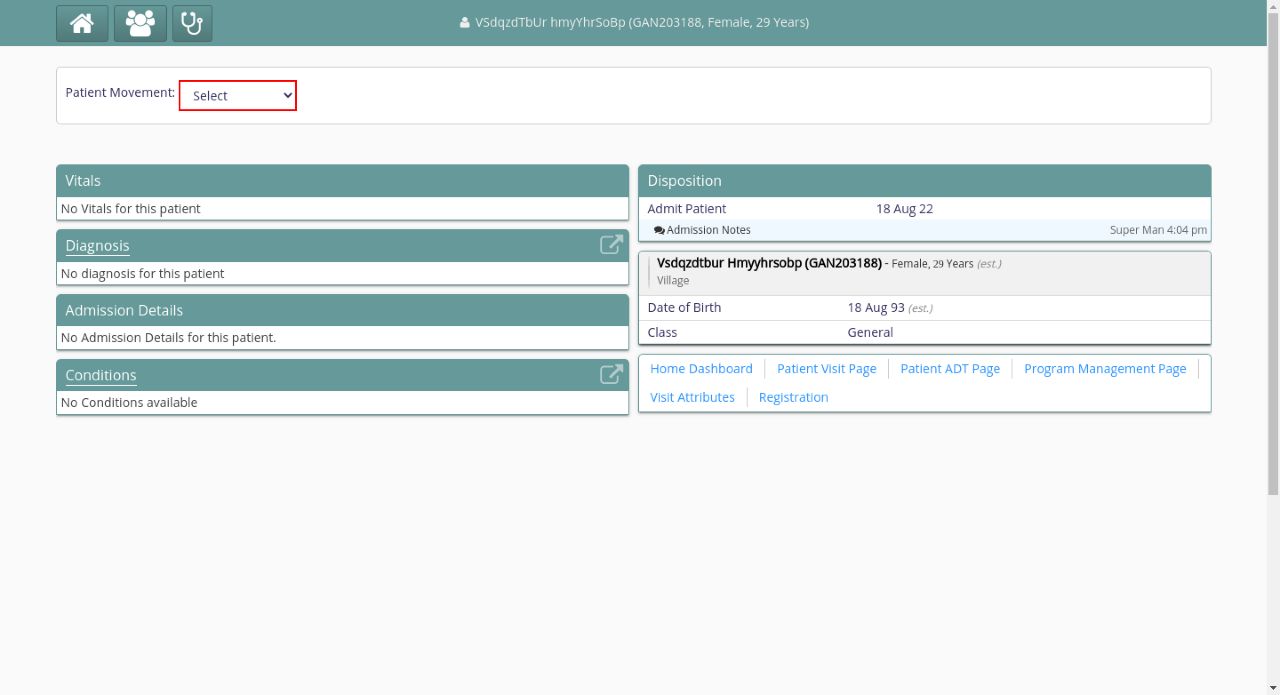 VSdqzdTbUr hmyYhrSoBp (GAN203188, Female, 29 Years)
Patient Movement: Select
Vitals
No Vitals for this patient
Diagnosis
No diagnosis for this patient
Admission Details
No Admission Details for this patient.
Conditions
No Conditions available
Disposition
Admit Patient 18 Aug 22
Admission Notes Super Man 4:04 pm
Vsdqzdtbur Hmyyhrsobp (GAN203188) - Female, 29 Years (est.)
Village
Date of Birth 18 Aug 93 (est.)
Class General
Home Dashboard Patient Visit Page Patient ADT Page Program Management Page
Visit Attributes Registration